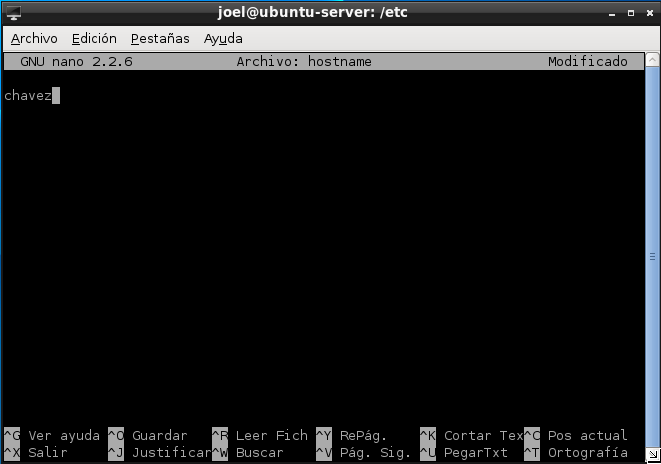 joel@ubuntu-server: /etc
Archivo Edición Pestañas Ayuda
GNU nano 2.2.6 Archivo: hostname Modificado
chavez
^G Ver ayuda ^O Guardar ^R Leer Fich ^Y RePág. ^K Cortar Tex^C Pos actual
^X Salir ^J Justificar^W Buscar ^V Pág. Sig. ^U PegarTxt ^T Ortografía